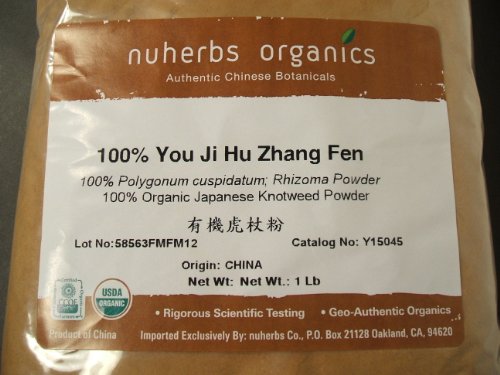 nuherbs organics
Authentic Chinese Botanicals
100% You Ji Hu Zhang Fen
100% Polygonum cuspidatum; Rhizoma Powder
100% Organic Japanese Knotweed Powder
有機虎杖粉
Lot No:58563FMFM12 Catalog No: Y15045
Origin: CHINA
Net Wt: Net Wt.: 1 Lb
CCOF
USDA
ORGANIC
• Rigorous Scientific Testing • Geo-Authentic Organics
Product of China
Imported Exclusively By: nuherbs Co., P.O. Box 21128 Oakland, CA, 94620